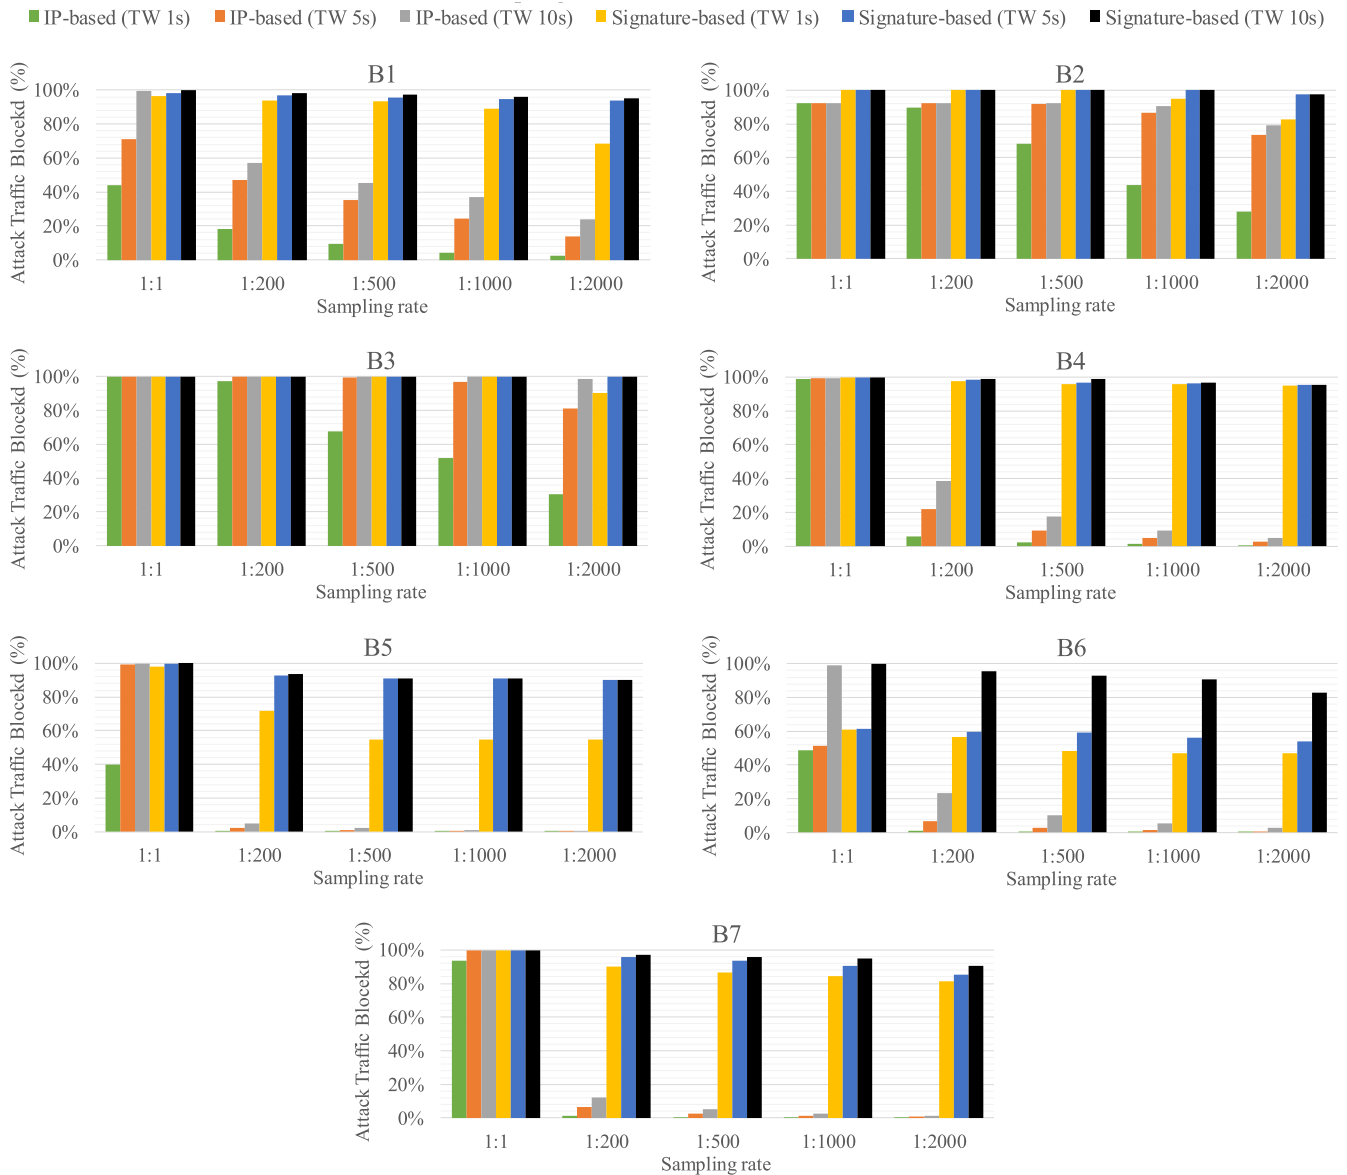 IP-based (TW 1s) IP-based (TW 5s) IP-based (TW 10s) Signature-based (TW 1s) Signature-based (TW 5s) Signature-based (TW 10s)
B1
Attack Traffic Blocekd (%)
100%
80%
60%
40%
20%
0%
1:1 1:200 1:500 1:1000 1:2000
Sampling rate
B2
Attack Traffic Blocekd (%)
100%
80%
60%
40%
20%
0%
1:1 1:200 1:500 1:1000 1:2000
Sampling rate
B3
Attack Traffic Blocekd (%)
100%
80%
60%
40%
20%
0%
1:1 1:200 1:500 1:1000 1:2000
Sampling rate
B4
Attack Traffic Blocekd (%)
100%
80%
60%
40%
20%
0%
1:1 1:200 1:500 1:1000 1:2000
Sampling rate
B5
Attack Traffic Blocekd (%)
100%
80%
60%
40%
20%
0%
1:1 1:200 1:500 1:1000 1:2000
Sampling rate
B6
Attack Traffic Blocekd (%)
100%
80%
60%
40%
20%
0%
1:1 1:200 1:500 1:1000 1:2000
Sampling rate
B7
Attack Traffic Blocekd (%)
100%
80%
60%
40%
20%
0%
1:1 1:200 1:500 1:1000 1:2000
Sampling rate